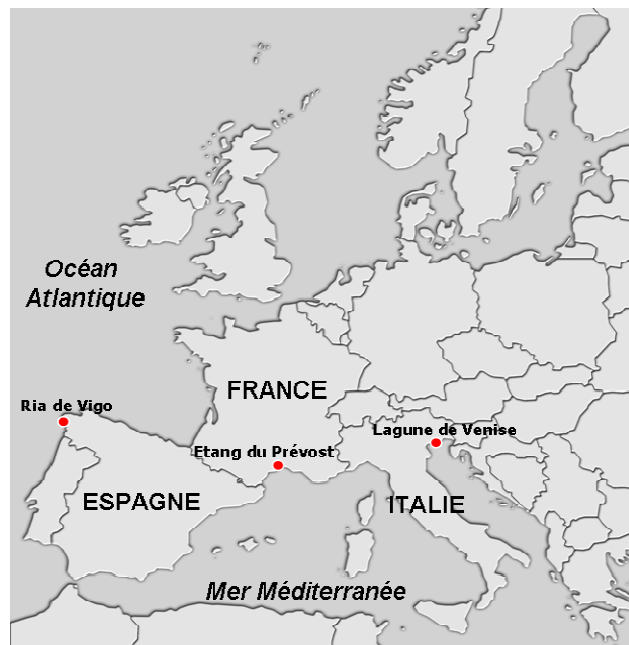 Océan
Atlantique
FRANCE
Ria de Vigo
Lagune de Venise
Etang du Prévost
ESPAGNE
ITALIE
Mer Méditerranée